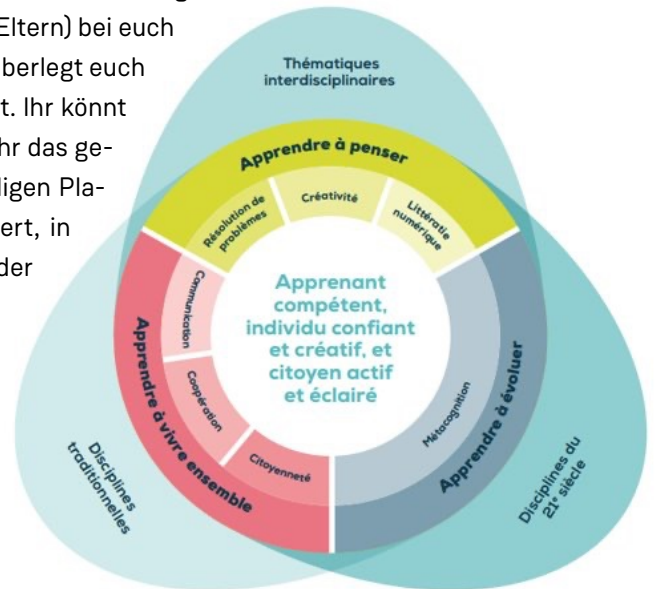 Eltern) bei euch
berlegt euch
t. Ihr könnt
hr das ge-
digen Pla-
ert, in
der
Thématiques
interdisciplinaires
Apprendre à penser
Résolution de
problèmes
Créativité
Littératie
numérique
Communication
Coopération
Citoyenneté
Apprendre à vivre ensemble
Apprenant
compétent,
individu confiant
et créatif, et
citoyen actif
et éclairé
Métacognition
Apprendre à évoluer
Disciplines
traditionnelles
Disciplines du
21e siècle